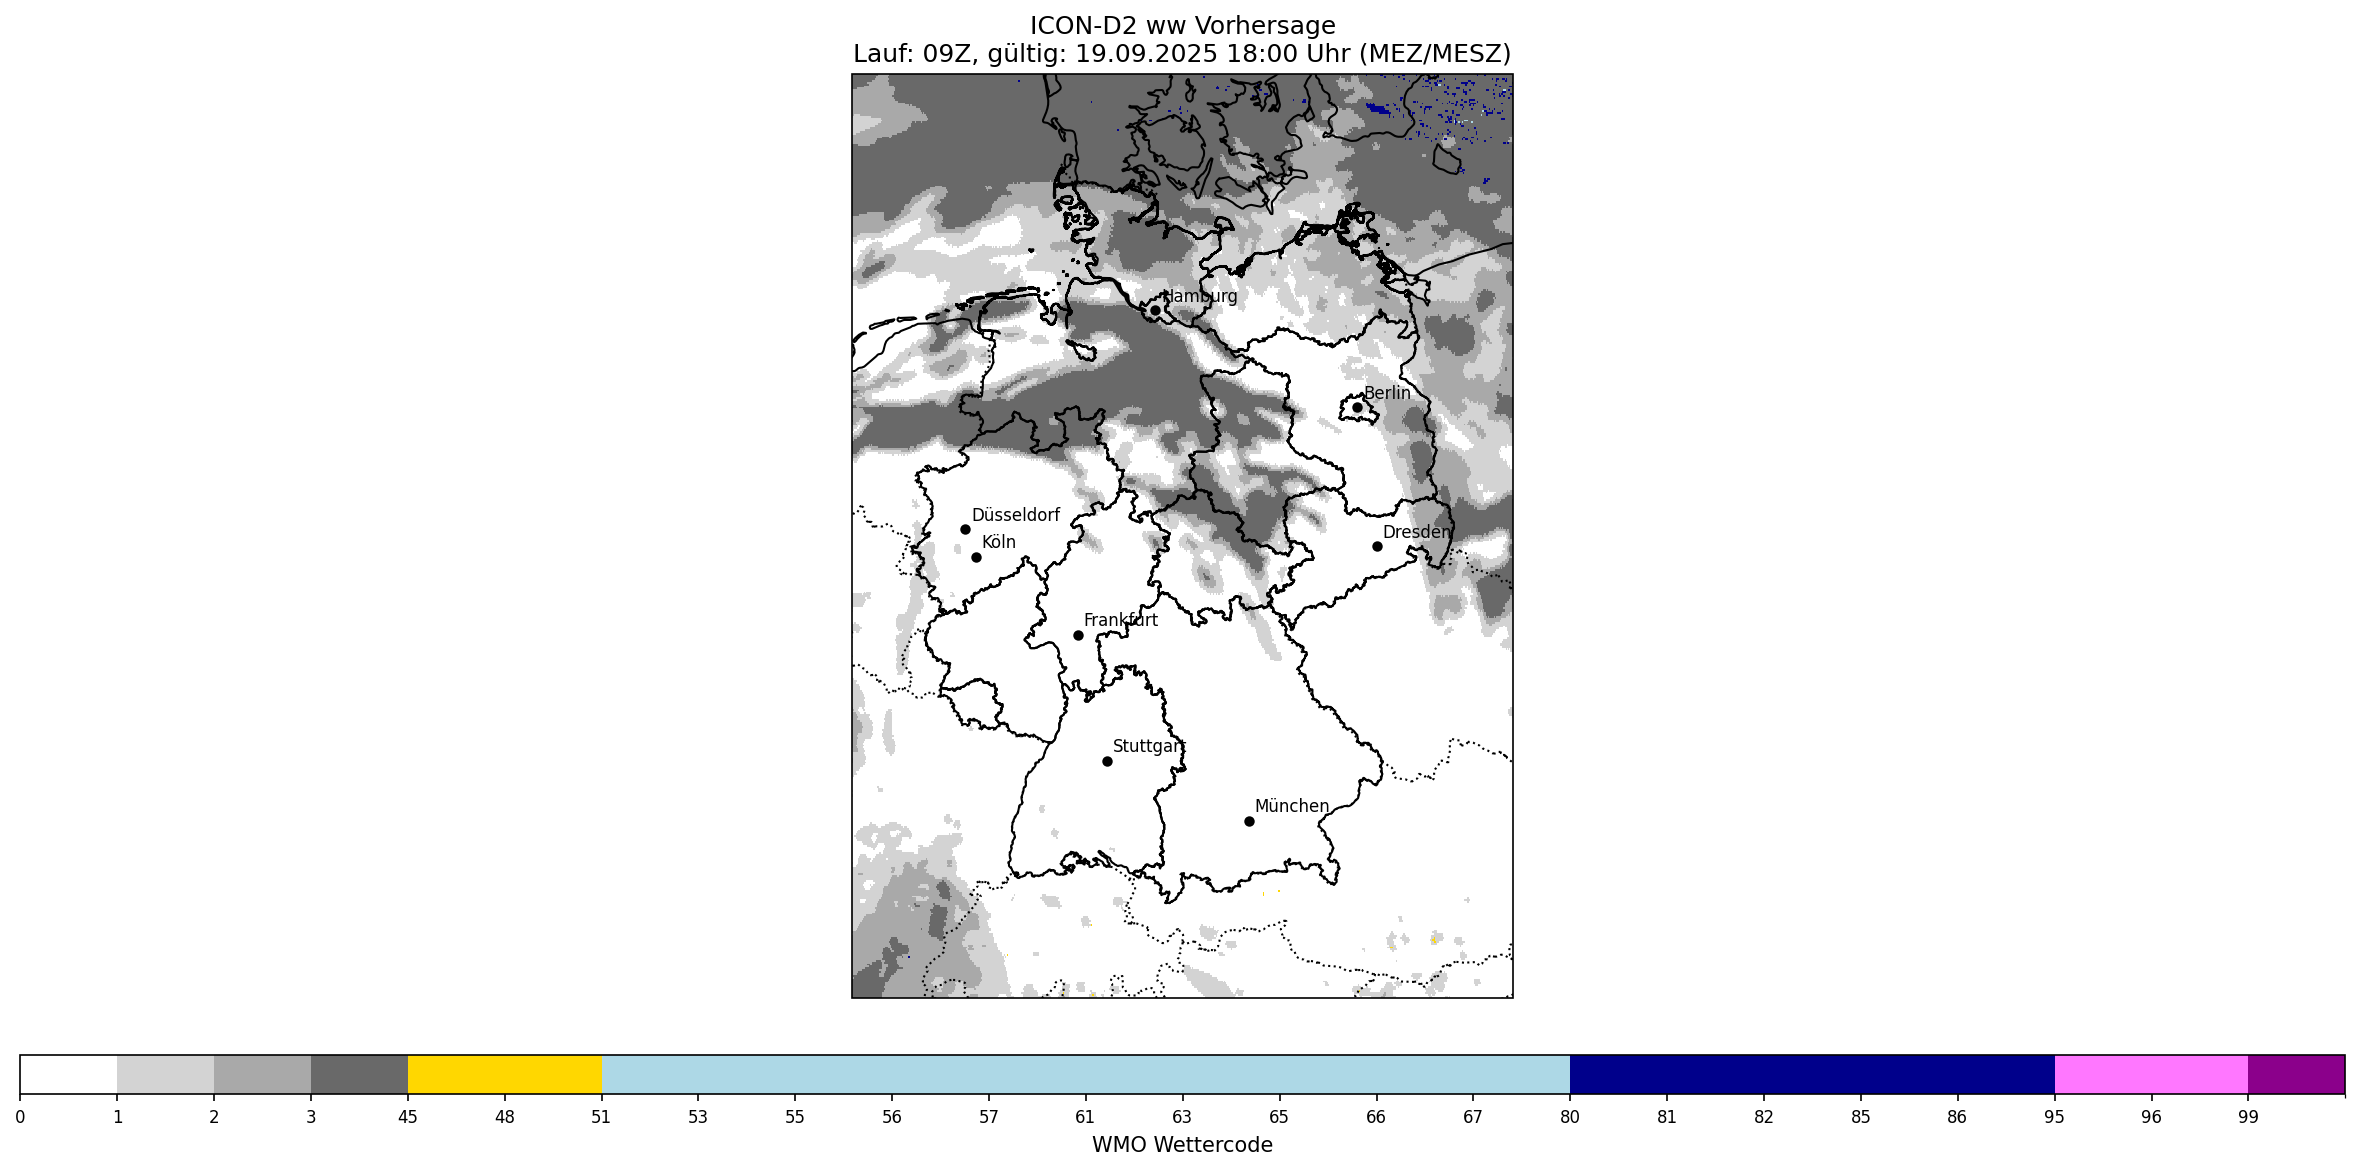 ICON-D2 ww Vorhersage
Lauf: 09Z, gültig: 19.09.2025 18:00 Uhr (MEZ/MESZ)
Hamburg
Berlin
Düsseldorf
Köln
Dresden
Frankfurt
Stuttgart
München
0 1 2 3 45 48 51 53 55 56 57 61 63 65 66 67 80 81 82 85 86 95 96 99
WMO Wettercode